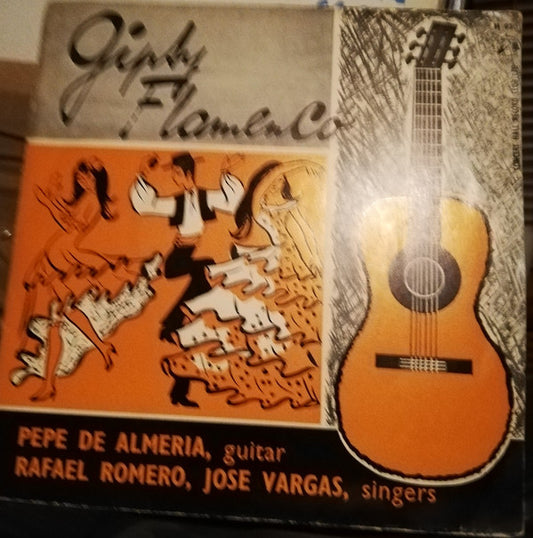 Gipsy
Flamenco
PEPE DE ALMERIA, guitar
RAFAEL ROMERO, JOSE VARGAS, singers